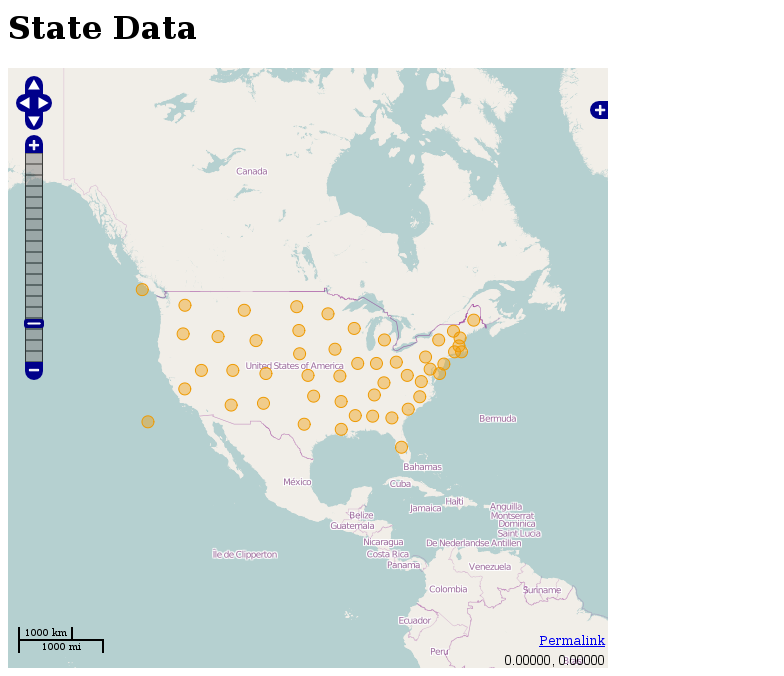 State Data
Canada
United States of America
Bermuda
Bahamas
México
Cuba
Haiti
Jamaica
Anguilla
Montserrat
Belize
Dominica
Guatemala
Saint Lucia
Nicaragua
De Nederlandse Antillen
Île de Clipperton
Costa Rica
Panama
Venezuela
Colombia
Suriname
Ecuador
1000 km
Permalink
1000 mi
Peru
0.00000, 0.00000